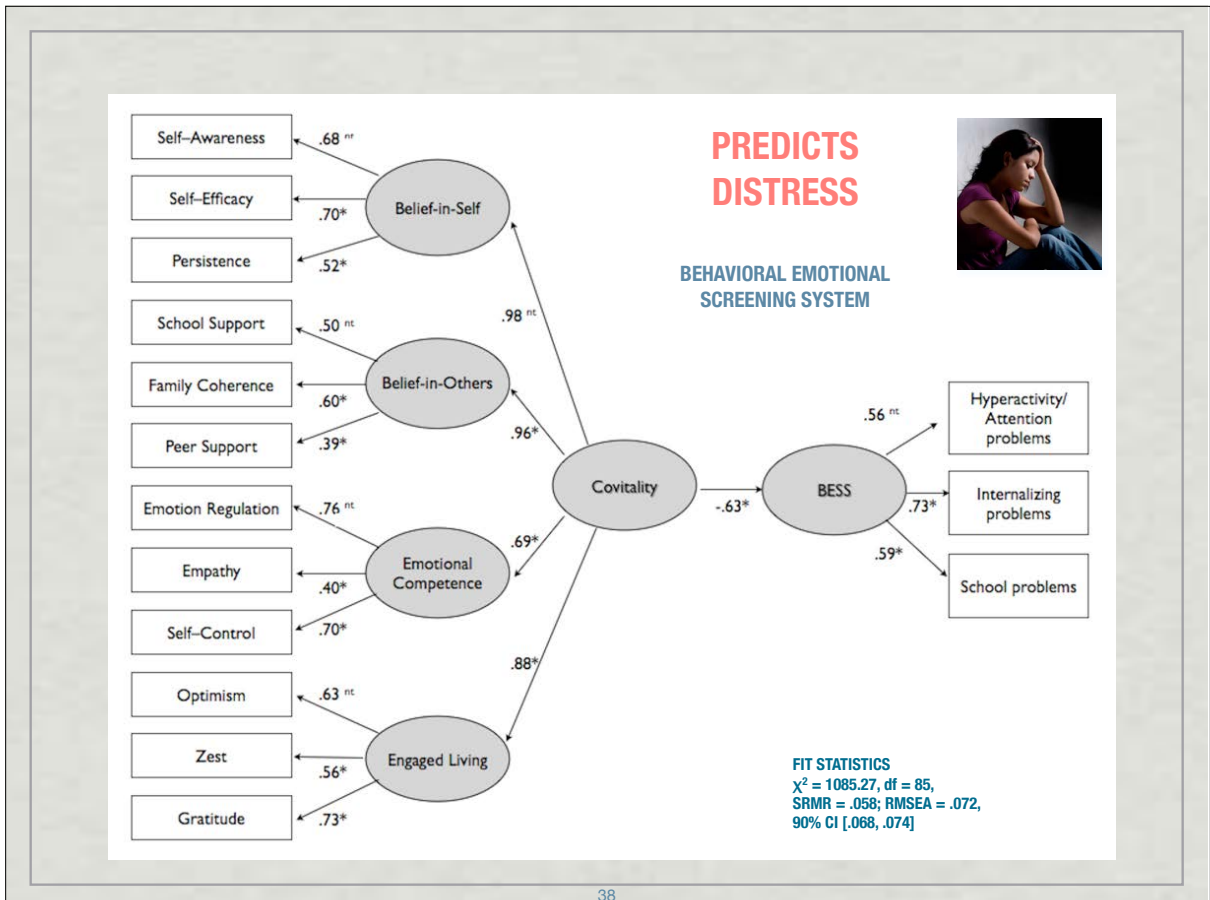 PREDICTS
DISTRESS
BEHAVIORAL EMOTIONAL
SCREENING SYSTEM
Self–Awareness
.68 nt
Self–Efficacy
.70*
Persistence
.52*
Belief-in-Self
.98 nt
School Support
.50 nt
Family Coherence
.60*
Peer Support
.39*
Belief-in-Others
.96*
Emotion Regulation
.76 nt
Empathy
.40*
Self–Control
.70*
Emotional
Competence
.69*
Optimism
.63 nt
Zest
.56*
Gratitude
.73*
Engaged Living
.88*
Covitality
-.63*
BESS
.56 nt
Hyperactivity/
Attention
problems
.73*
Internalizing
problems
.59*
School problems
FIT STATISTICS
χ² = 1085.27, df = 85,
SRMR = .058; RMSEA = .072,
90% CI [.068, .074]
38